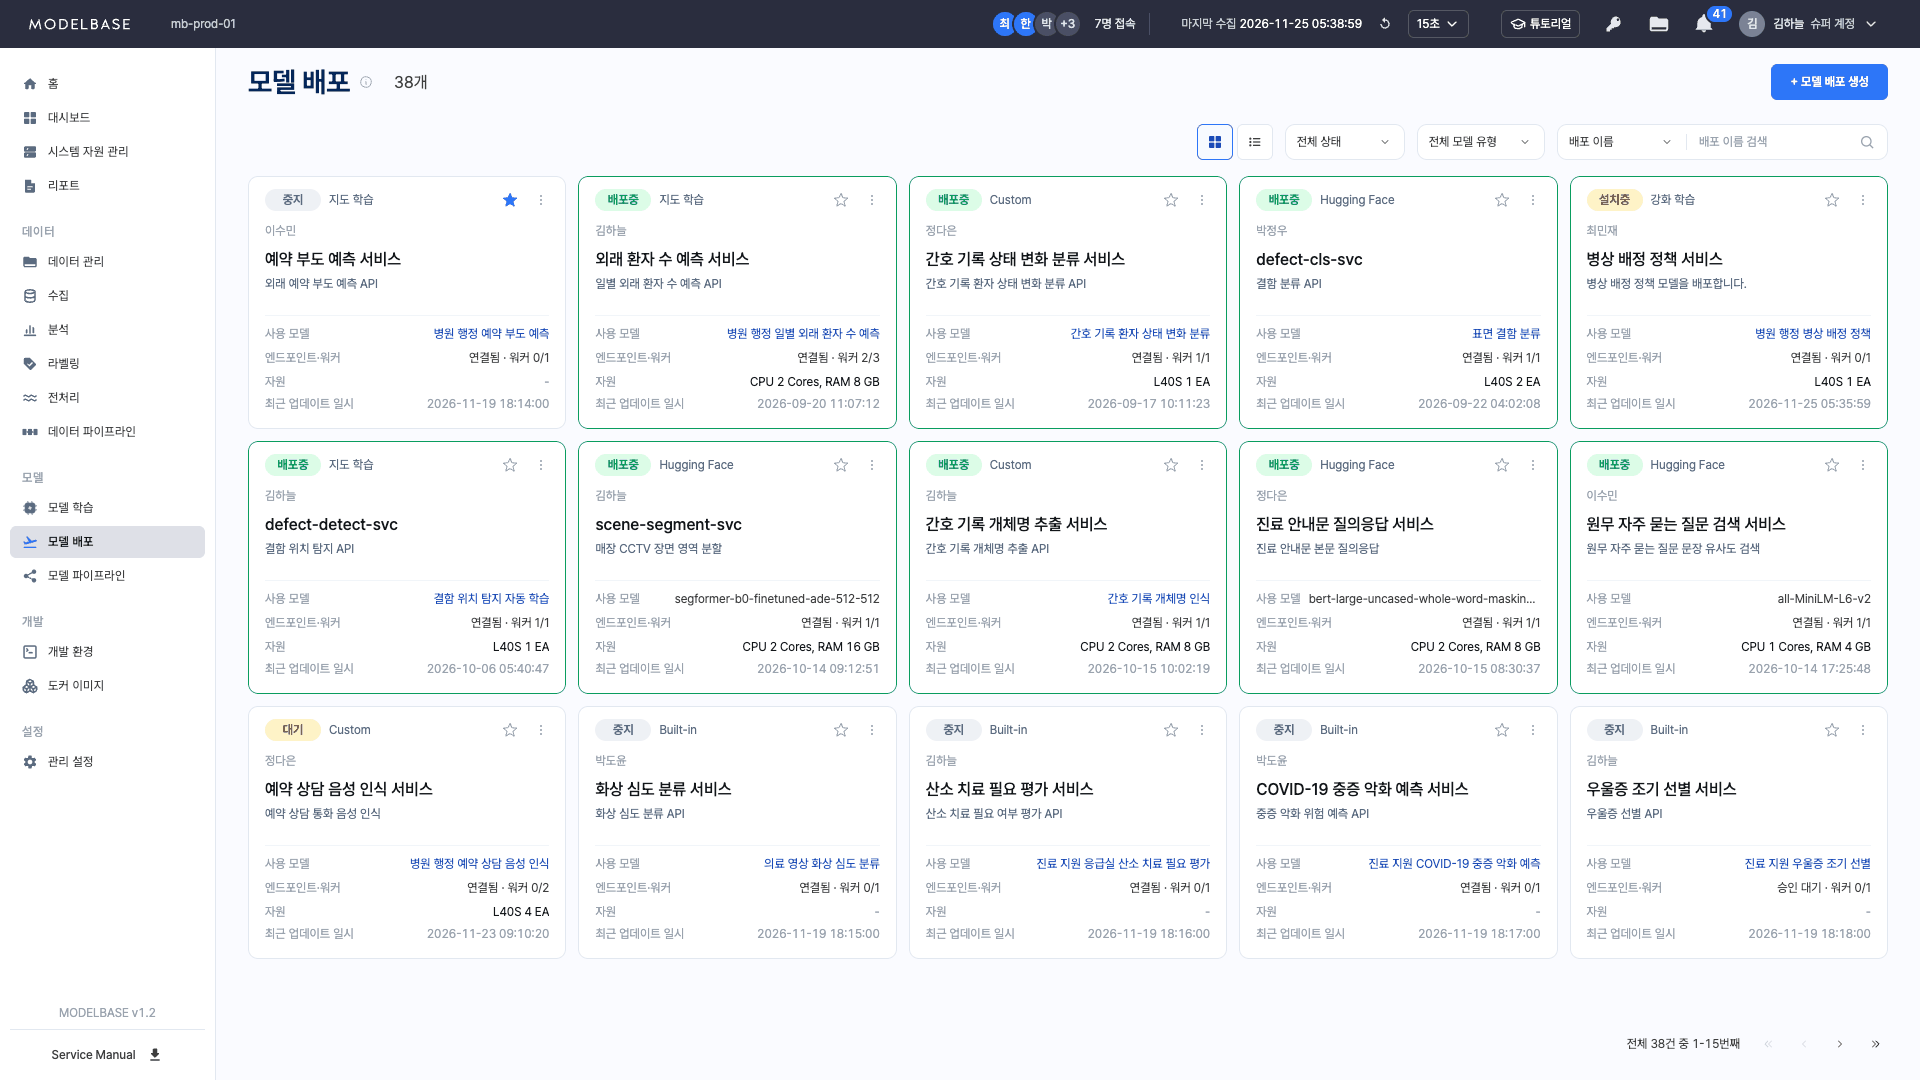 MODELBASE
mb-prod-01
최 한 박 +3 7명 접속
마지막 수집 2026-11-25 05:38:59
15초
튜토리얼
41
김 김하늘 슈퍼 계정
홈
대시보드
시스템 자원 관리
리포트
데이터
데이터 관리
수집
분석
라벨링
전처리
데이터 파이프라인
모델
모델 학습
모델 배포
모델 파이프라인
개발
개발 환경
도커 이미지
설정
관리 설정
MODELBASE v1.2
Service Manual
모델 배포 38개
+ 모델 배포 생성
전체 상태
전체 모델 유형
배포 이름
배포 이름 검색
중지 지도 학습
이수민
예약 부도 예측 서비스
외래 예약 부도 예측 API
사용 모델 병원 행정 예약 부도 예측
엔드포인트·워커 연결됨 · 워커 0/1
자원 -
최근 업데이트 일시 2026-11-19 18:14:00
배포중 지도 학습
김하늘
외래 환자 수 예측 서비스
일별 외래 환자 수 예측 API
사용 모델 병원 행정 일별 외래 환자 수 예측
엔드포인트·워커 연결됨 · 워커 2/3
자원 CPU 2 Cores, RAM 8 GB
최근 업데이트 일시 2026-09-20 11:07:12
배포중 Custom
정다은
간호 기록 상태 변화 분류 서비스
간호 기록 환자 상태 변화 분류 API
사용 모델 간호 기록 환자 상태 변화 분류
엔드포인트·워커 연결됨 · 워커 1/1
자원 L40S 1 EA
최근 업데이트 일시 2026-09-17 10:11:23
배포중 Hugging Face
박정우
defect-cls-svc
결함 분류 API
사용 모델 표면 결함 분류
엔드포인트·워커 연결됨 · 워커 1/1
자원 L40S 2 EA
최근 업데이트 일시 2026-09-22 04:02:08
설치중 강화 학습
최민재
병상 배정 정책 서비스
병상 배정 정책 모델을 배포합니다.
사용 모델 병원 행정 병상 배정 정책
엔드포인트·워커 연결됨 · 워커 0/1
자원 L40S 1 EA
최근 업데이트 일시 2026-11-25 05:35:59
배포중 지도 학습
김하늘
defect-detect-svc
결함 위치 탐지 API
사용 모델 결함 위치 탐지 자동 학습
엔드포인트·워커 연결됨 · 워커 1/1
자원 L40S 1 EA
최근 업데이트 일시 2026-10-06 05:40:47
배포중 Hugging Face
김하늘
scene-segment-svc
매장 CCTV 장면 영역 분할
사용 모델 segformer-b0-finetuned-ade-512-512
엔드포인트·워커 연결됨 · 워커 1/1
자원 CPU 2 Cores, RAM 16 GB
최근 업데이트 일시 2026-10-14 09:12:51
배포중 Custom
김하늘
간호 기록 개체명 추출 서비스
간호 기록 개체명 추출 API
사용 모델 간호 기록 개체명 인식
엔드포인트·워커 연결됨 · 워커 1/1
자원 CPU 2 Cores, RAM 8 GB
최근 업데이트 일시 2026-10-15 10:02:19
배포중 Hugging Face
정다은
진료 안내문 질의응답 서비스
진료 안내문 본문 질의응답
사용 모델 bert-large-uncased-whole-word-maskin...
엔드포인트·워커 연결됨 · 워커 1/1
자원 CPU 2 Cores, RAM 8 GB
최근 업데이트 일시 2026-10-15 08:30:37
배포중 Hugging Face
이수민
원무 자주 묻는 질문 검색 서비스
원무 자주 묻는 질문 문장 유사도 검색
사용 모델 all-MiniLM-L6-v2
엔드포인트·워커 연결됨 · 워커 1/1
자원 CPU 1 Cores, RAM 4 GB
최근 업데이트 일시 2026-10-14 17:25:48
대기 Custom
정다은
예약 상담 음성 인식 서비스
예약 상담 통화 음성 인식
사용 모델 병원 행정 예약 상담 음성 인식
엔드포인트·워커 연결됨 · 워커 0/2
자원 L40S 4 EA
최근 업데이트 일시 2026-11-23 09:10:20
중지 Built-in
박도윤
화상 심도 분류 서비스
화상 심도 분류 API
사용 모델 의료 영상 화상 심도 분류
엔드포인트·워커 연결됨 · 워커 0/1
자원 -
최근 업데이트 일시 2026-11-19 18:15:00
중지 Built-in
김하늘
산소 치료 필요 평가 서비스
산소 치료 필요 여부 평가 API
사용 모델 진료 지원 응급실 산소 치료 필요 평가
엔드포인트·워커 연결됨 · 워커 0/1
자원 -
최근 업데이트 일시 2026-11-19 18:16:00
중지 Built-in
박도윤
COVID-19 중증 악화 예측 서비스
중증 악화 위험 예측 API
사용 모델 진료 지원 COVID-19 중증 악화 예측
엔드포인트·워커 연결됨 · 워커 0/1
자원 -
최근 업데이트 일시 2026-11-19 18:17:00
중지 Built-in
김하늘
우울증 조기 선별 서비스
우울증 선별 API
사용 모델 진료 지원 우울증 조기 선별
엔드포인트·워커 승인 대기 · 워커 0/1
자원 -
최근 업데이트 일시 2026-11-19 18:18:00
전체 38건 중 1-15번째